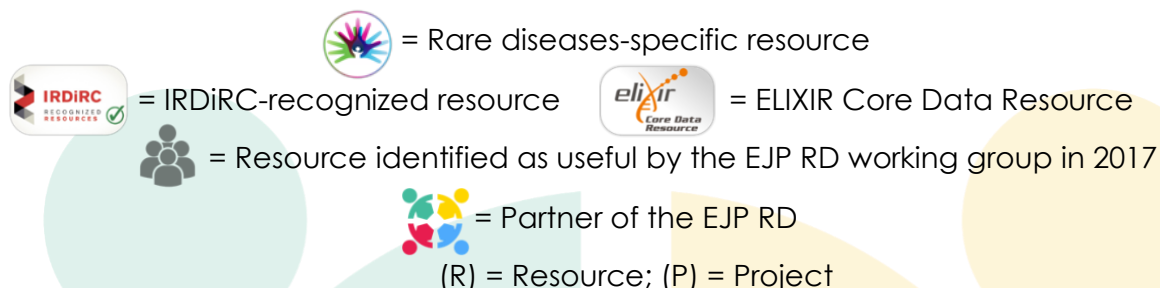 = Rare diseases-specific resource
IRDiRC
RECOGNIZED
RESOURCES
= IRDiRC-recognized resource
elixir
Core Data
Resource
= ELIXIR Core Data Resource
= Resource identified as useful by the EJP RD working group in 2017
= Partner of the EJP RD
(R) = Resource; (P) = Project